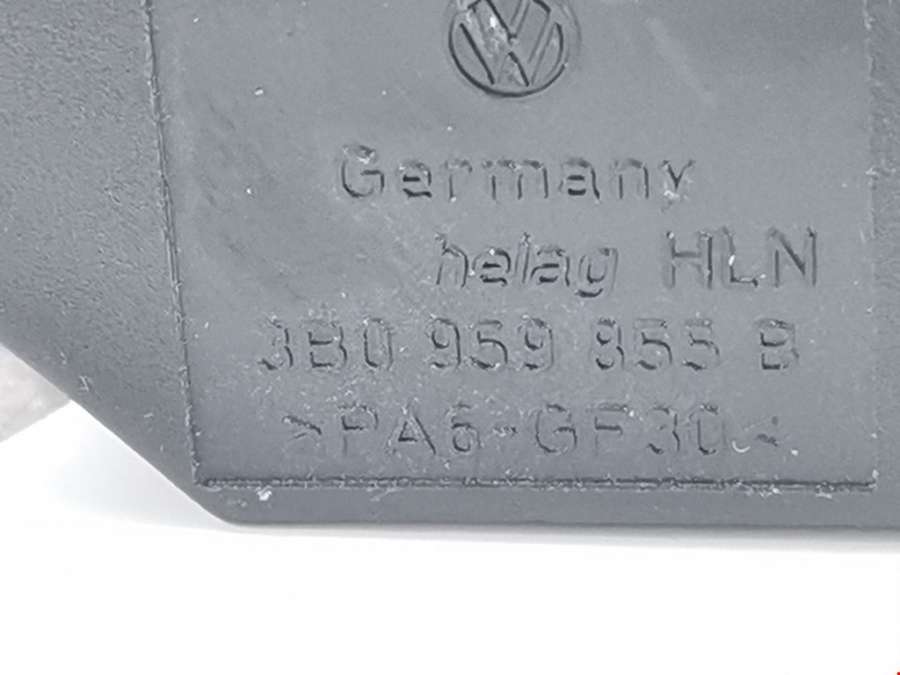 Germany
helag HLN
3B0 959 855 B
>PA6-GF30<